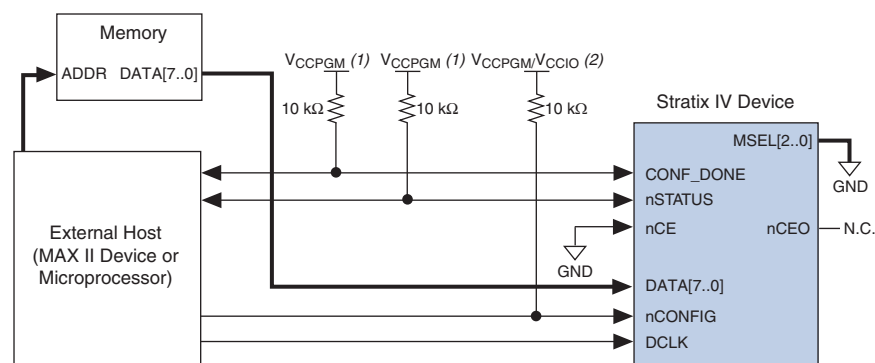 Memory
ADDR DATA[7..0]
VCCPGM (1) VCCPGM (1) VCCPGM/VCCIO (2)
10 kΩ 10 kΩ 10 kΩ
Stratix IV Device
MSEL[2..0]
GND
CONF_DONE
nSTATUS
nCE
nCEO
N.C.
GND
External Host
(MAX II Device or
Microprocessor)
DATA[7..0]
nCONFIG
DCLK